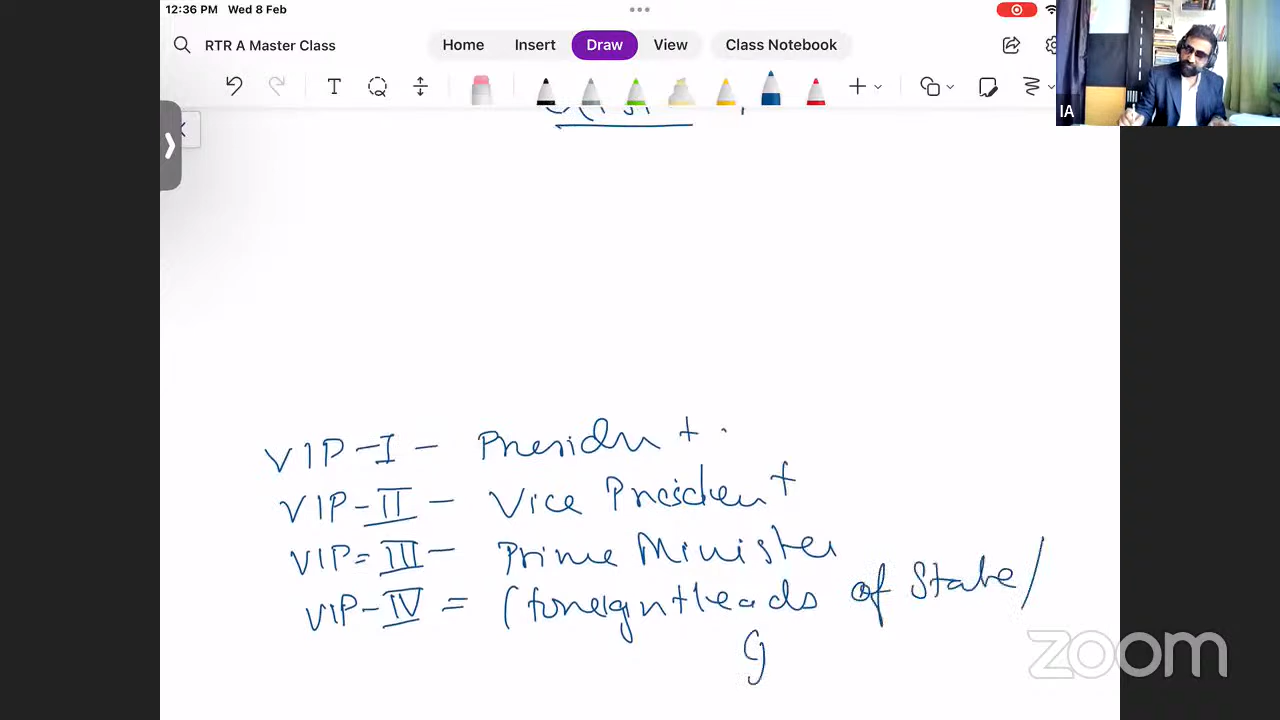 12:36 PM Wed 8 Feb
RTR A Master Class
Home Insert Draw View Class Notebook
T
IA
VIP-I - President
VIP-II - Vice President
VIP=III- Prime Minister
VIP-IV = (foreign Heads of State/
G
zoom